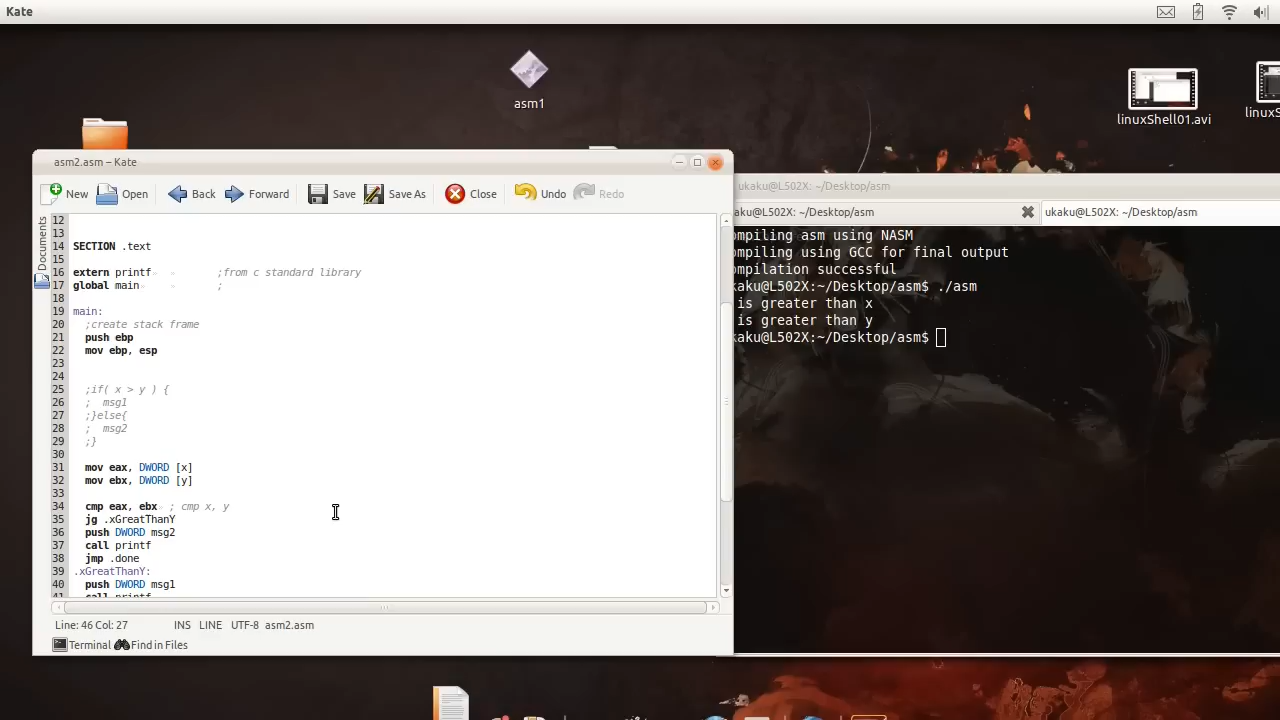 Kate
asm1
linuxShell01.avi
linuxS
asm2.asm – Kate
New Open Back Forward Save Save As Close Undo Redo
Documents
12
13
14 SECTION .text
15
16 extern printf ;from c standard library
17 global main ;
18
19 main:
20 ;create stack frame
21 push ebp
22 mov ebp, esp
23
24
25 ;if( x > y ) {
26 ; msg1
27 ;}else{
28 ; msg2
29 ;}
30
31 mov eax, DWORD [x]
32 mov ebx, DWORD [y]
33
34 cmp eax, ebx ; cmp x, y
35 jg .xGreatThanY
36 push DWORD msg2
37 call printf
38 jmp .done
39 .xGreatThanY:
40 push DWORD msg1
41 call printf
Line: 46 Col: 27 INS LINE UTF-8 asm2.asm
Terminal Find in Files
ukaku@L502X: ~/Desktop/asm
aku@L502X: ~/Desktop/asm
ukaku@L502X: ~/Desktop/asm
ompiling asm using NASM
ompiling using GCC for final output
ompilation successful
kaku@L502X:~/Desktop/asm$ ./asm
is greater than x
is greater than y
kaku@L502X:~/Desktop/asm$